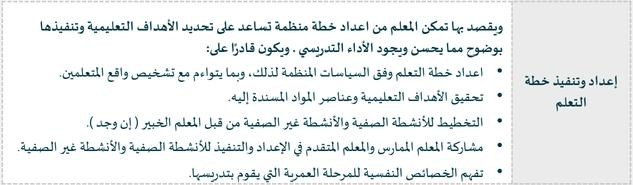 إعداد وتنفيذ خطة
التعلم
ويقصد بها تمكن المعلم من اعداد خطة منظمة تساعد على تحديد الأهداف التعليمية وتنفيذها
بوضوح مما يحسن ويجود الأداء التدريسي . ويكون قادرًا على:
• اعداد خطة التعلم وفق السياسات المنظمة لذلك، وبما يتواءم مع تشخيص واقع المتعلمين.
• تحقيق الأهداف التعليمية وعناصر المواد المسندة إليه.
• التخطيط للأنشطة الصفية والأنشطة غير الصفية من قبل المعلم الخبير ( إن وجد ).
• مشاركة المعلم الممارس والمعلم المتقدم في الإعداد والتنفيذ للأنشطة الصفية والأنشطة غير الصفية.
• تفهم الخصائص النفسية للمرحلة العمرية التي يقوم بتدريسها.